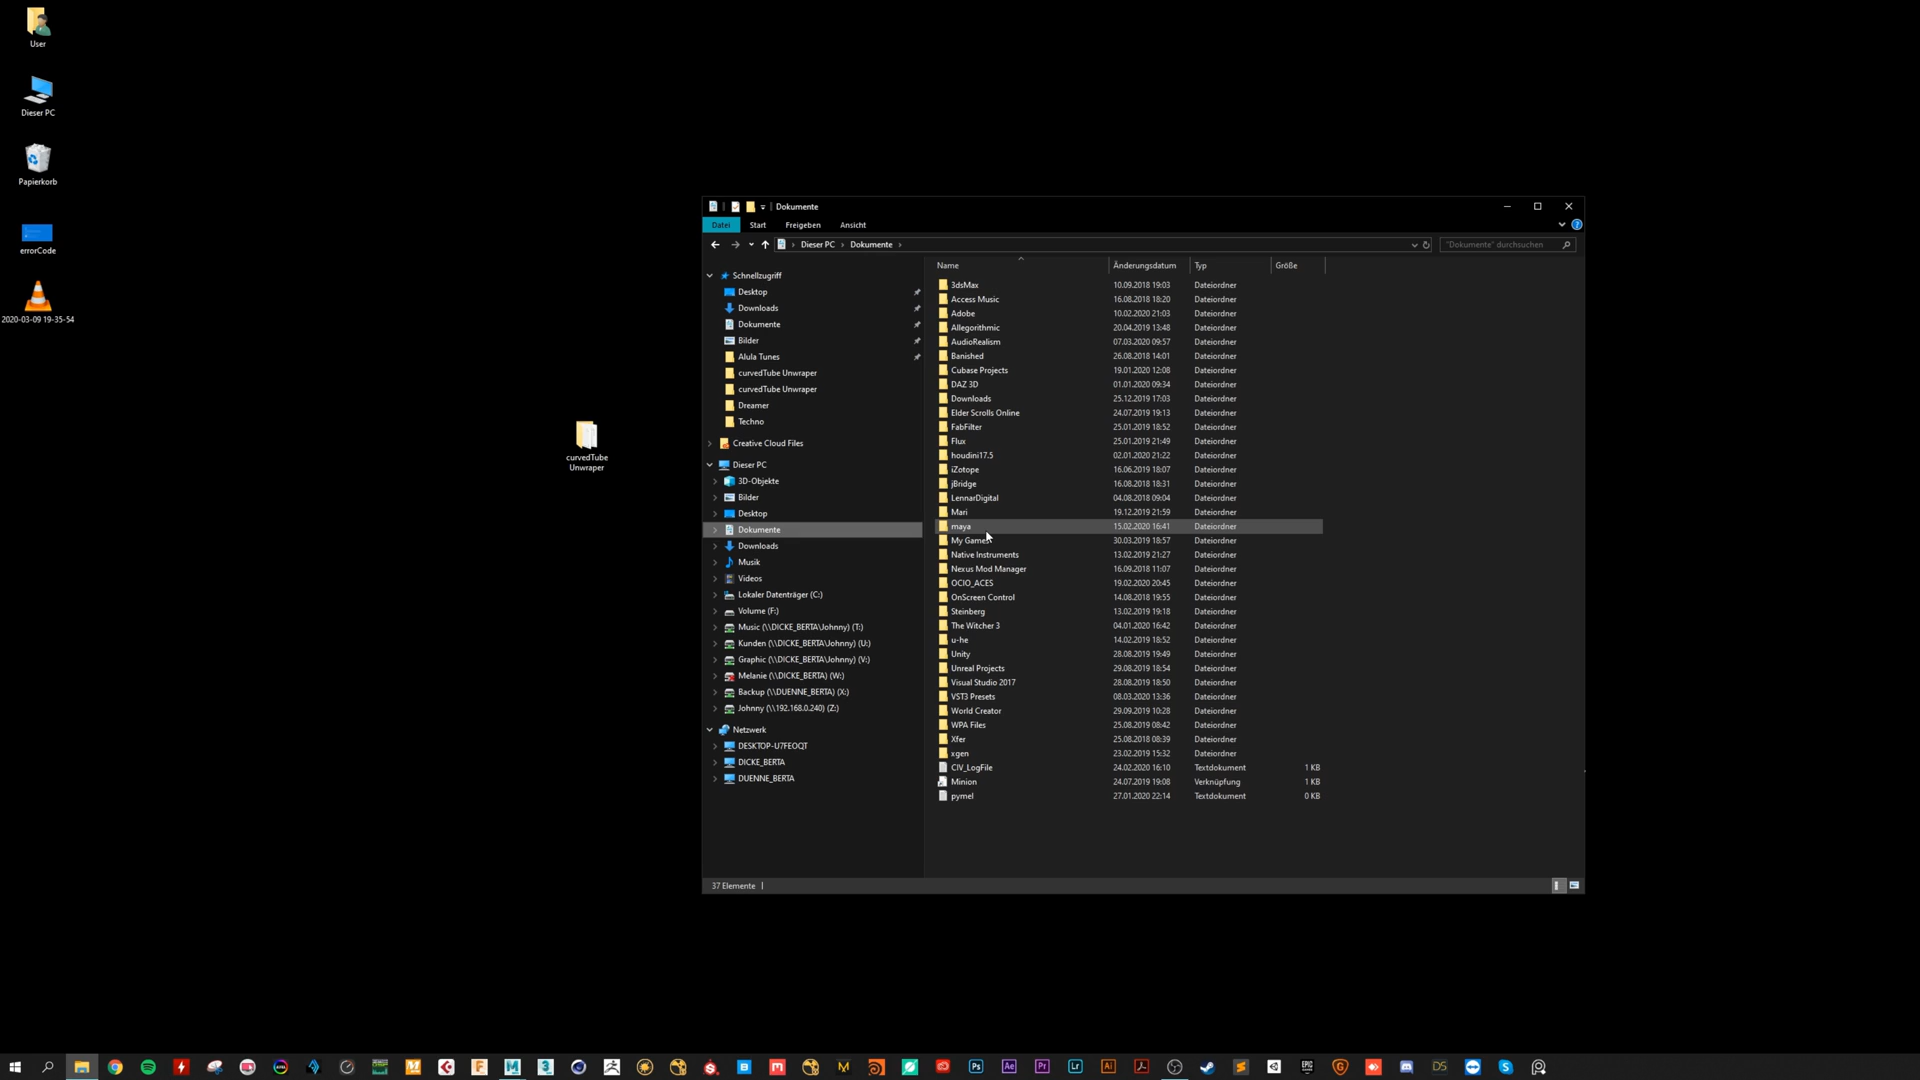 User
Dieser PC
Papierkorb
errorCode
2020-03-09 19-35-54
curvedTube
Unwraper
Dokumente
Datei Start Freigeben Ansicht
Dieser PC > Dokumente >
"Dokumente" durchsuchen
Schnellzugriff
Desktop
Downloads
Dokumente
Bilder
Alula Tunes
curvedTube Unwraper
curvedTube Unwraper
Dreamer
Techno
Creative Cloud Files
Dieser PC
3D-Objekte
Bilder
Desktop
Dokumente
Downloads
Musik
Videos
Lokaler Datenträger (C:)
Volume (F:)
Music (\\DICKE_BERTA\Johnny) (T:)
Kunden (\\DICKE_BERTA\Johnny) (U:)
Graphic (\\DICKE_BERTA\Johnny) (V:)
Melanie (\\DICKE_BERTA) (W:)
Backup (\\DUENNE_BERTA) (X:)
Johnny (\\192.168.0.240) (Z:)
Netzwerk
DESKTOP-U7FEOQT
DICKE_BERTA
DUENNE_BERTA
Name Änderungsdatum Typ Größe
3dsMax 10.09.2018 19:03 Dateiordner
Access Music 16.08.2018 18:20 Dateiordner
Adobe 10.02.2020 21:03 Dateiordner
Allegorithmic 20.04.2019 13:48 Dateiordner
AudioRealism 07.03.2020 09:57 Dateiordner
Banished 26.08.2018 14:01 Dateiordner
Cubase Projects 19.01.2020 12:08 Dateiordner
DAZ 3D 01.01.2020 09:34 Dateiordner
Downloads 25.12.2019 17:03 Dateiordner
Elder Scrolls Online 24.07.2019 19:13 Dateiordner
FabFilter 25.01.2019 18:52 Dateiordner
Flux 25.01.2019 21:49 Dateiordner
houdini17.5 02.01.2020 21:22 Dateiordner
iZotope 16.06.2019 18:07 Dateiordner
jBridge 16.08.2018 18:31 Dateiordner
LennarDigital 04.08.2018 09:04 Dateiordner
Mari 19.12.2019 21:59 Dateiordner
maya 15.02.2020 16:41 Dateiordner
My Games 30.03.2019 18:57 Dateiordner
Native Instruments 13.02.2019 21:27 Dateiordner
Nexus Mod Manager 16.09.2018 11:07 Dateiordner
OCIO_ACES 19.02.2020 20:45 Dateiordner
OnScreen Control 14.08.2018 19:55 Dateiordner
Steinberg 13.02.2019 19:18 Dateiordner
The Witcher 3 04.01.2020 16:42 Dateiordner
u-he 14.02.2019 18:52 Dateiordner
Unity 28.08.2019 19:49 Dateiordner
Unreal Projects 29.08.2019 18:54 Dateiordner
Visual Studio 2017 28.08.2019 18:50 Dateiordner
VST3 Presets 08.03.2020 13:36 Dateiordner
World Creator 29.09.2019 10:28 Dateiordner
WPA Files 25.08.2019 08:42 Dateiordner
Xfer 25.08.2018 08:39 Dateiordner
xgen 23.02.2019 15:32 Dateiordner
CIV_LogFile 24.02.2020 16:10 Textdokument 1 KB
Minion 24.07.2019 19:08 Verknüpfung 1 KB
pymel 27.01.2020 22:14 Textdokument 0 KB
37 Elemente